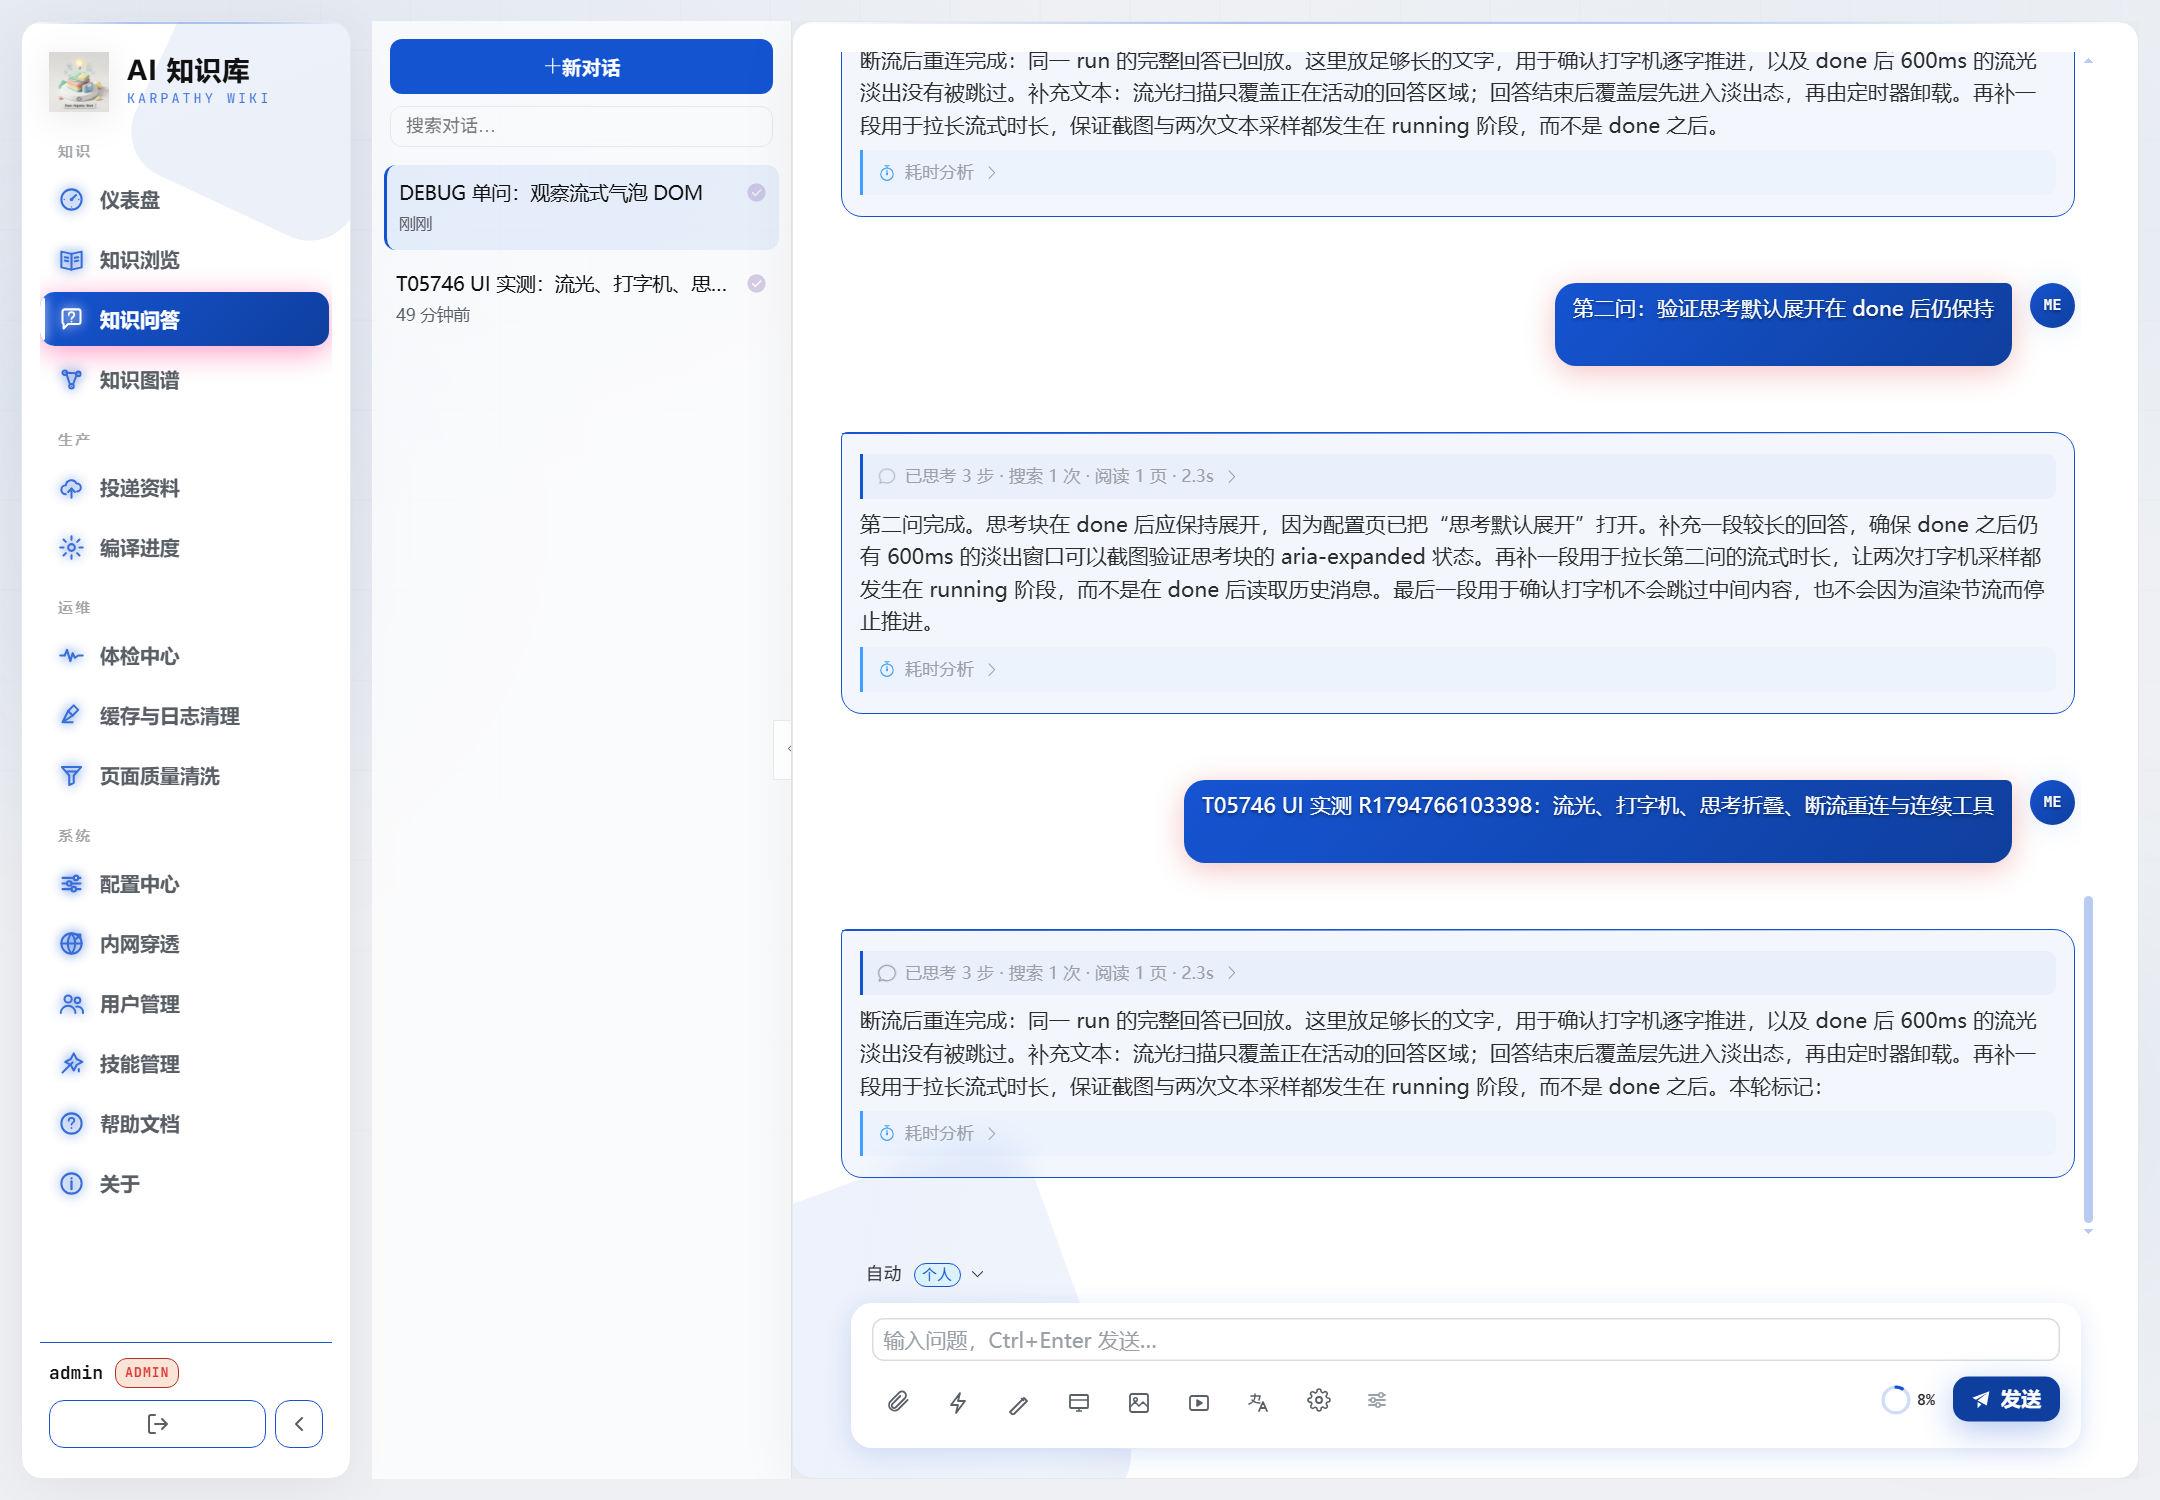 AI 知识库
KARPATHY WIKI
知识
仪表盘
知识浏览
知识问答
知识图谱
生产
投递资料
编译进度
运维
体检中心
缓存与日志清理
页面质量清洗
系统
配置中心
内网穿透
用户管理
技能管理
帮助文档
关于
admin ADMIN
新对话
搜索对话...
DEBUG 单问：观察流式气泡 DOM
刚刚
T05746 UI 实测：流光、打字机、思...
49 分钟前
断流后重连完成：同一 run 的完整回答已回放。这里放足够长的文字，用于确认打字机逐字推进，以及 done 后 600ms 的流光
淡出没有被跳过。补充文本：流光扫描只覆盖正在活动的回答区域；回答结束后覆盖层先进入淡出态，再由定时器卸载。再补一
段用于拉长流式时长，保证截图与两次文本采样都发生在 running 阶段，而不是 done 之后。
耗时分析
第二问：验证思考默认展开在 done 后仍保持
ME
已思考 3 步 · 搜索 1 次 · 阅读 1 页 · 2.3s
第二问完成。思考块在 done 后应保持展开，因为配置页已把“思考默认展开”打开。补充一段较长的回答，确保 done 之后仍
有 600ms 的淡出窗口可以截图验证思考块的 aria-expanded 状态。再补一段用于拉长第二问的流式时长，让两次打字机采样都
发生在 running 阶段，而不是在 done 后读取历史消息。最后一段用于确认打字机不会跳过中间内容，也不会因为渲染节流而停
止推进。
耗时分析
T05746 UI 实测 R1794766103398：流光、打字机、思考折叠、断流重连与连续工具
ME
已思考 3 步 · 搜索 1 次 · 阅读 1 页 · 2.3s
断流后重连完成：同一 run 的完整回答已回放。这里放足够长的文字，用于确认打字机逐字推进，以及 done 后 600ms 的流光
淡出没有被跳过。补充文本：流光扫描只覆盖正在活动的回答区域；回答结束后覆盖层先进入淡出态，再由定时器卸载。再补一
段用于拉长流式时长，保证截图与两次文本采样都发生在 running 阶段，而不是 done 之后。本轮标记：
耗时分析
自动 个人
输入问题，Ctrl+Enter 发送...
8%
发送